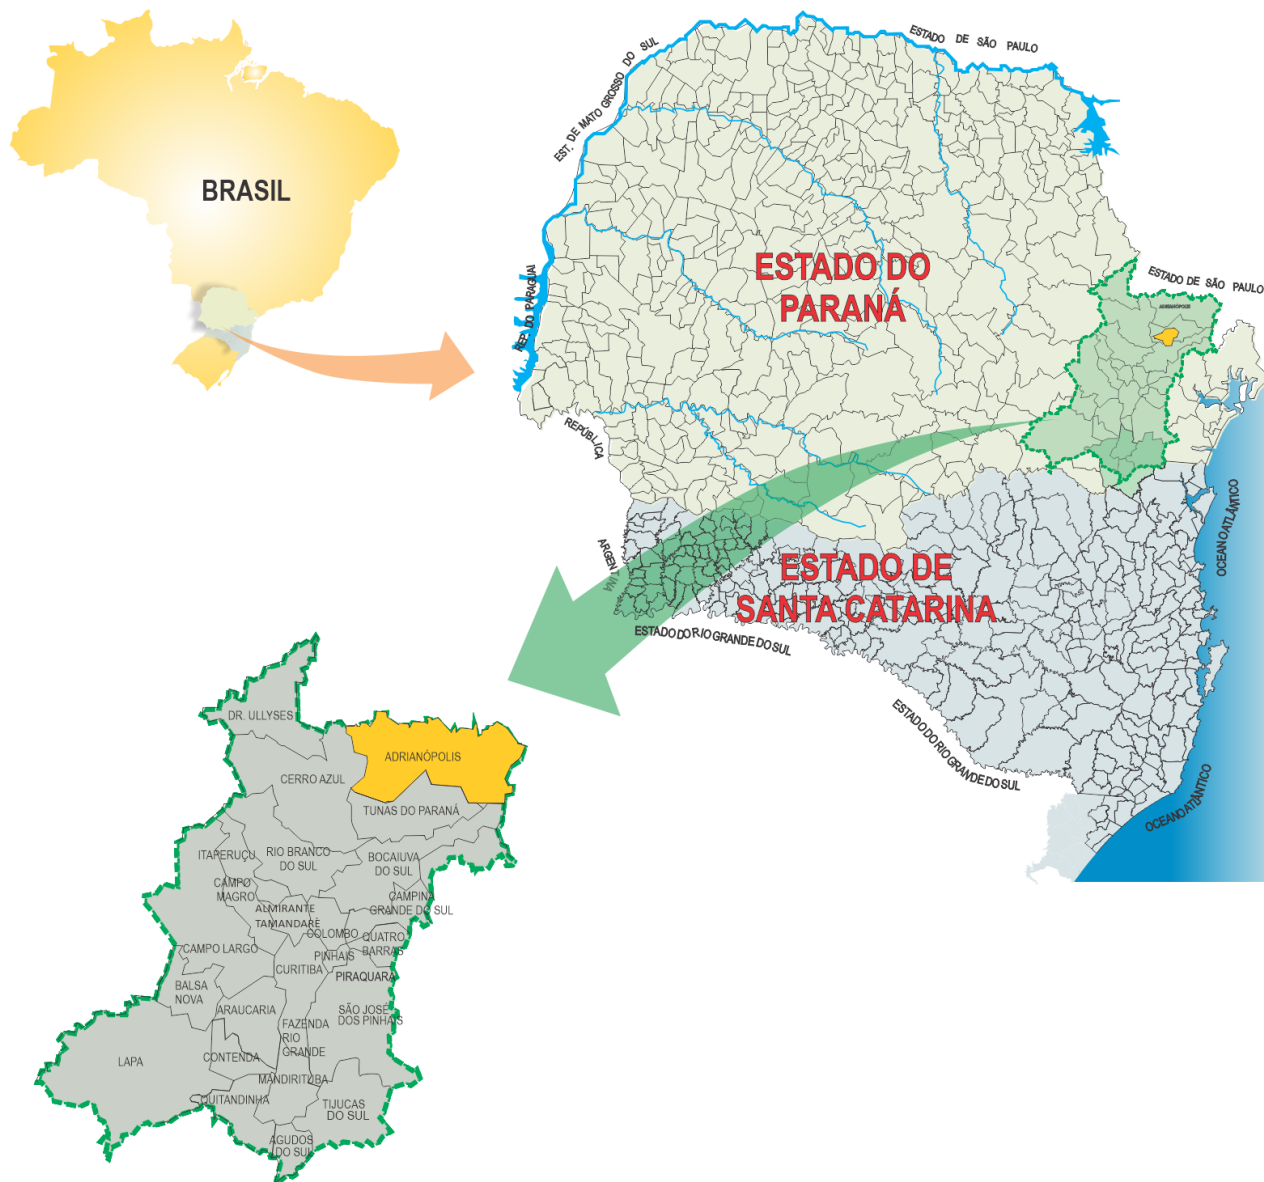 BRASIL
EST. DE MATO GROSSO DO SUL
ESTADO DE SÃO PAULO
ESTADO DO
PARANÁ
REP. DO PARAGUAI
ESTADO DE SÃO PAULO
ADRIANÓPOLIS
REPÚBLICA
ARGENTINA
OCEANO ATLÂNTICO
ESTADO DE
SANTA CATARINA
ESTADO DO RIO GRANDE DO SUL
ESTADO DO RIO GRANDE DO SUL
OCEANO ATLÂNTICO
DR. ULLYSES
ADRIANÓPOLIS
CERRO AZUL
TUNAS DO PARANÁ
ITAPERUÇU
RIO BRANCO
DO SUL
BOCAIUVA
DO SUL
CAMPO
MAGRO
CAMPINA
GRANDE DO SUL
ALMIRANTE
TAMANDARÈ
COLOMBO
QUATRO
BARRAS
CAMPO LARGO
PINHAIS
CURITIBA
PIRAQUARA
BALSA
NOVA
ARAUCARIA
SÃO JOSÉ
DOS PINHAIS
FAZENDA
RIO
GRANDE
LAPA
CONTENDA
MANDIRITUBA
QUITANDINHA
TIJUCAS
DO SUL
AGUDOS
DO SUL